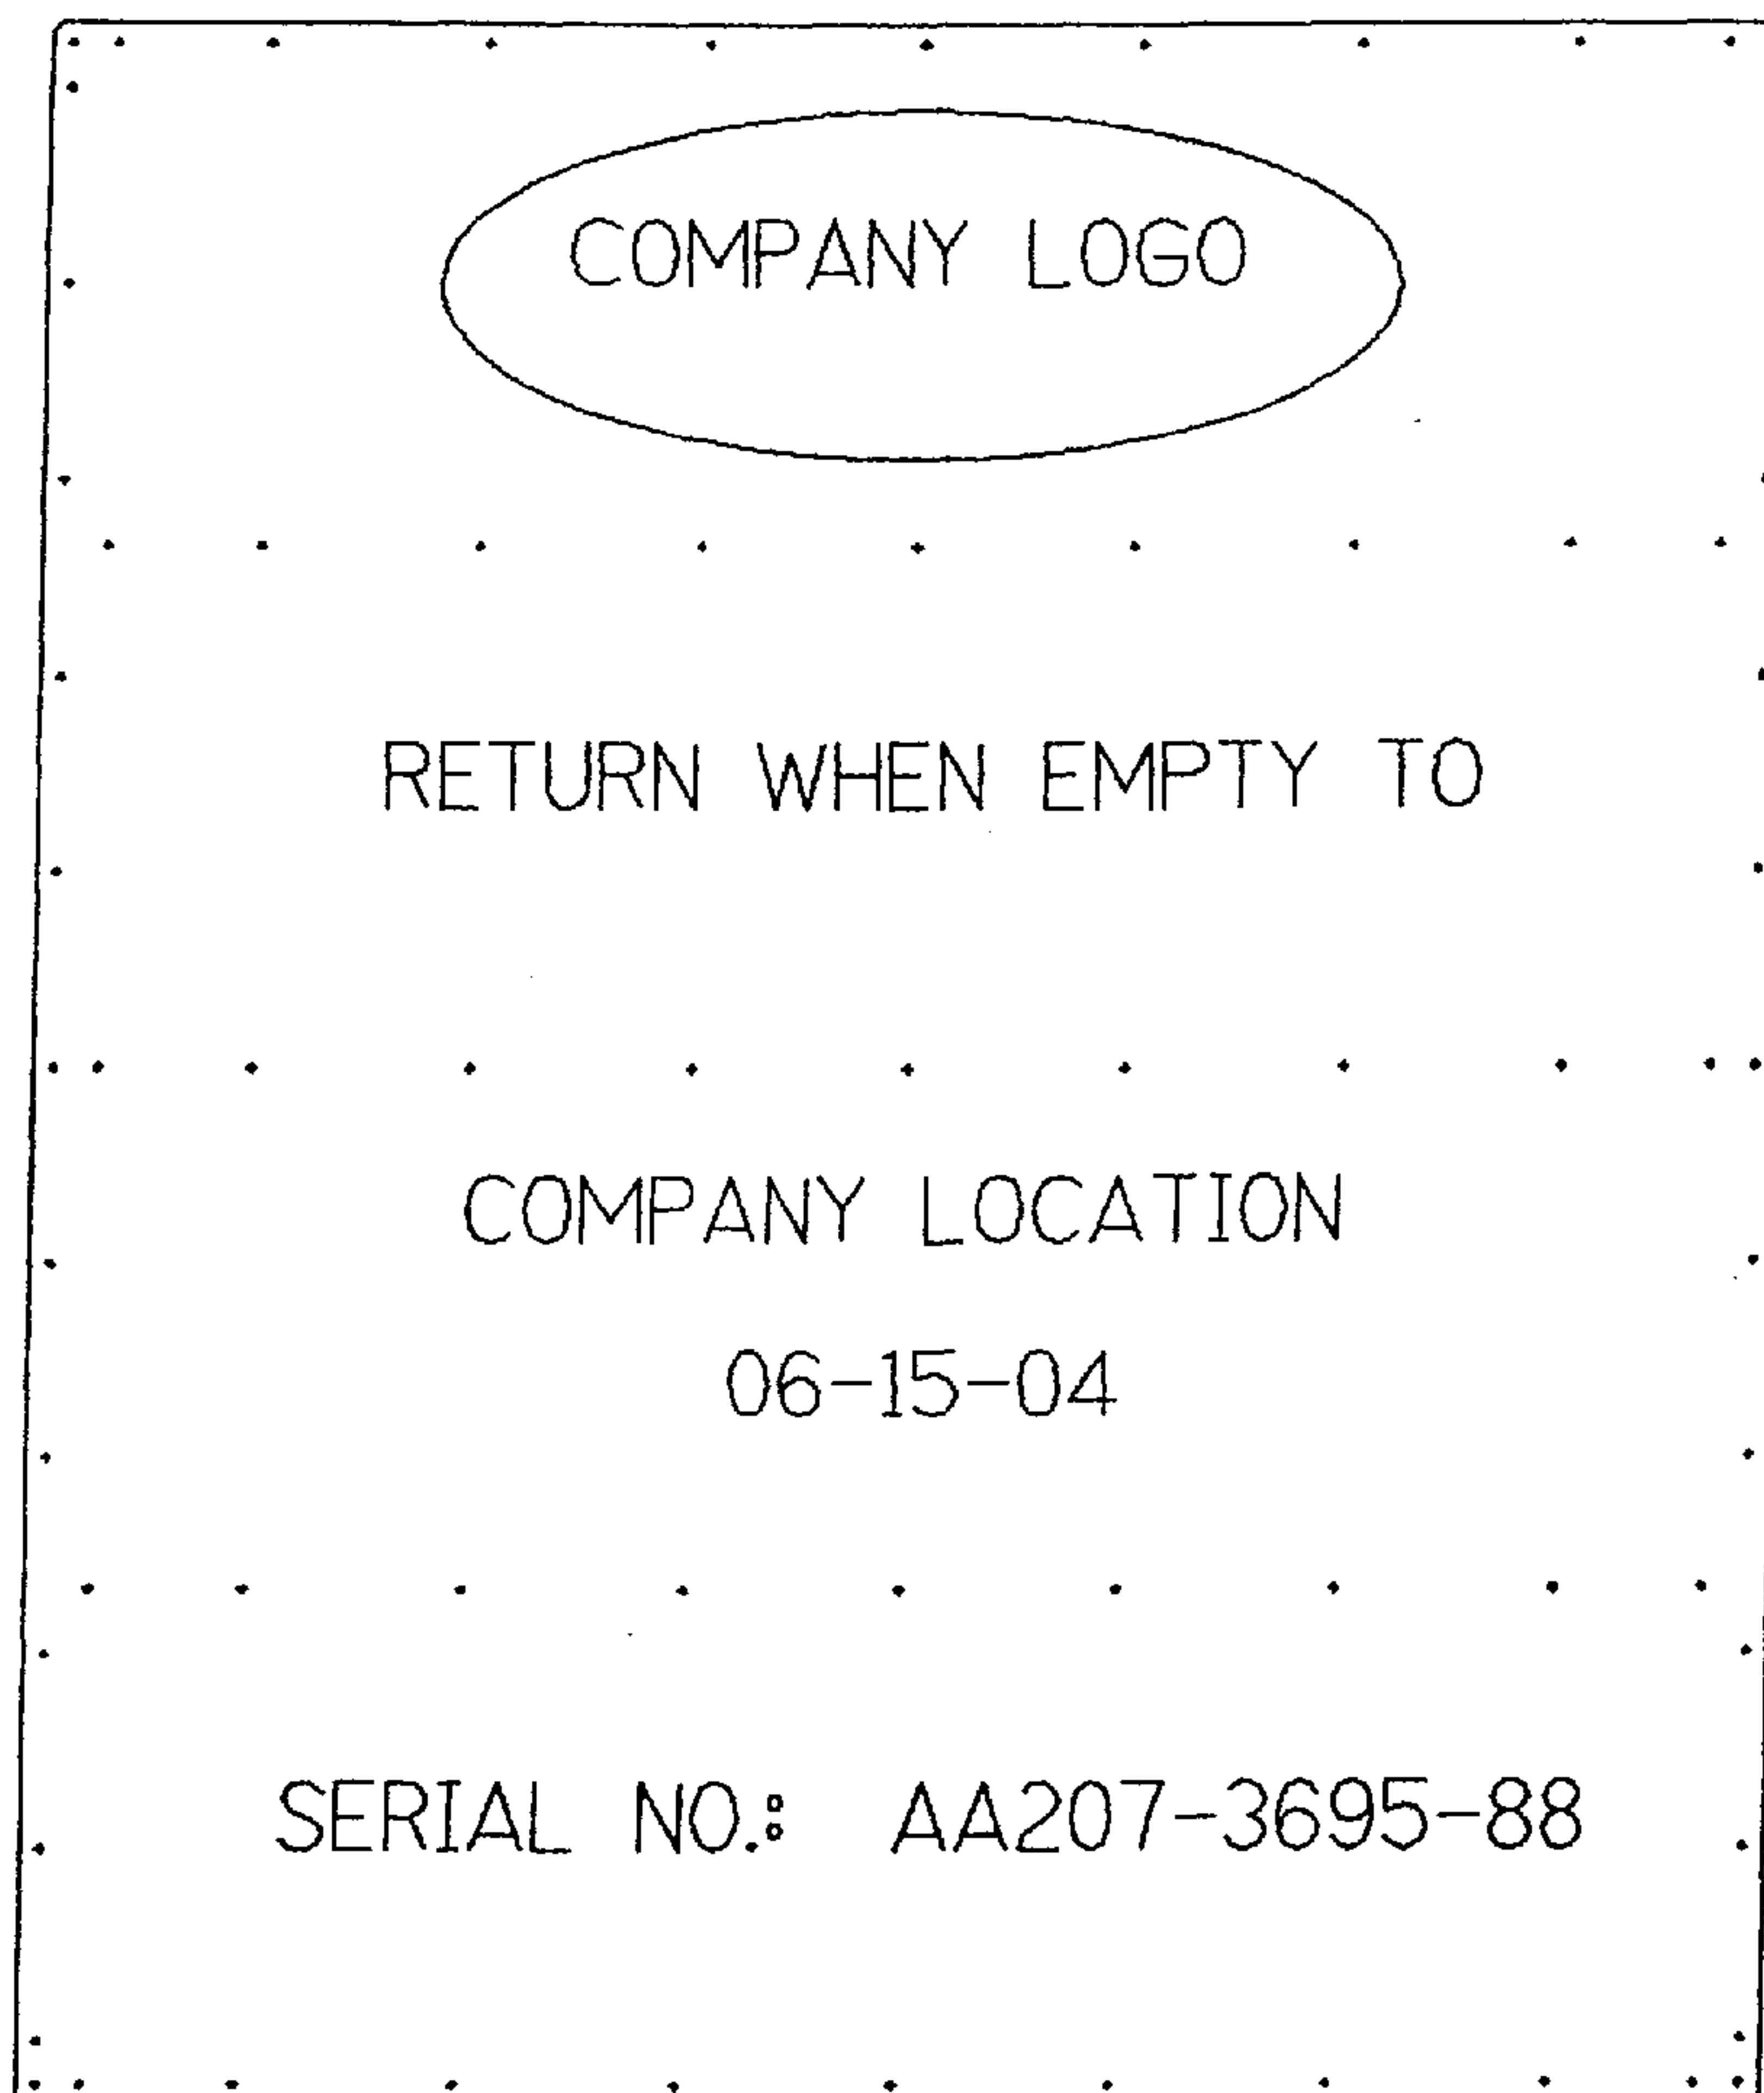 COMPANY LOGO
RETURN WHEN EMPTY TO
COMPANY LOCATION
06-15-04
SERIAL NO.: AA207-3695-88